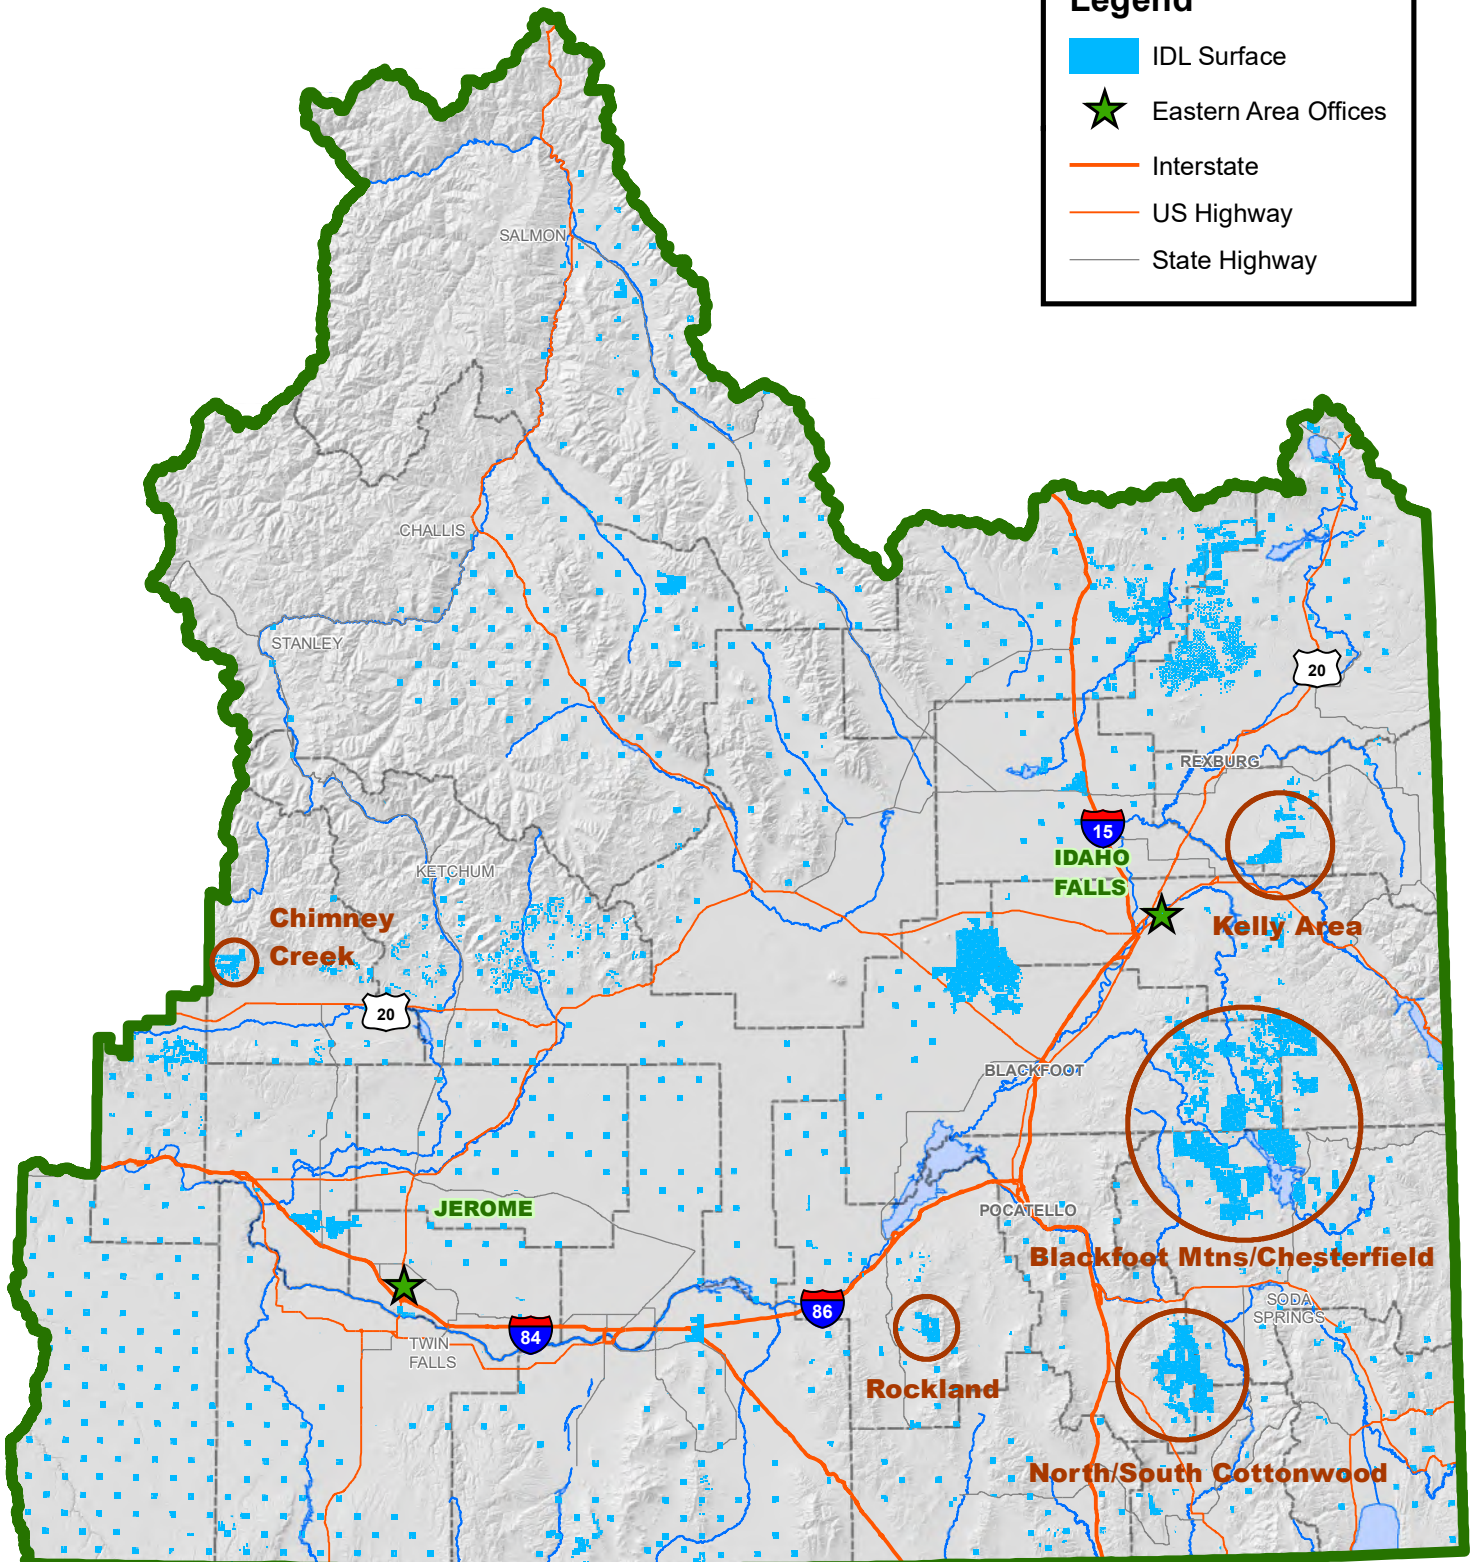 Legend
IDL Surface
Eastern Area Offices
Interstate
US Highway
State Highway
SALMON
CHALLIS
STANLEY
20
REXBURG
15
IDAHO
FALLS
KETCHUM
Chimney
Creek
Kelly Area
20
BLACKFOOT
JEROME
POCATELLO
Blackfoot Mtns/Chesterfield
86
SODA
SPRINGS
84
TWIN
FALLS
Rockland
North/South Cottonwood